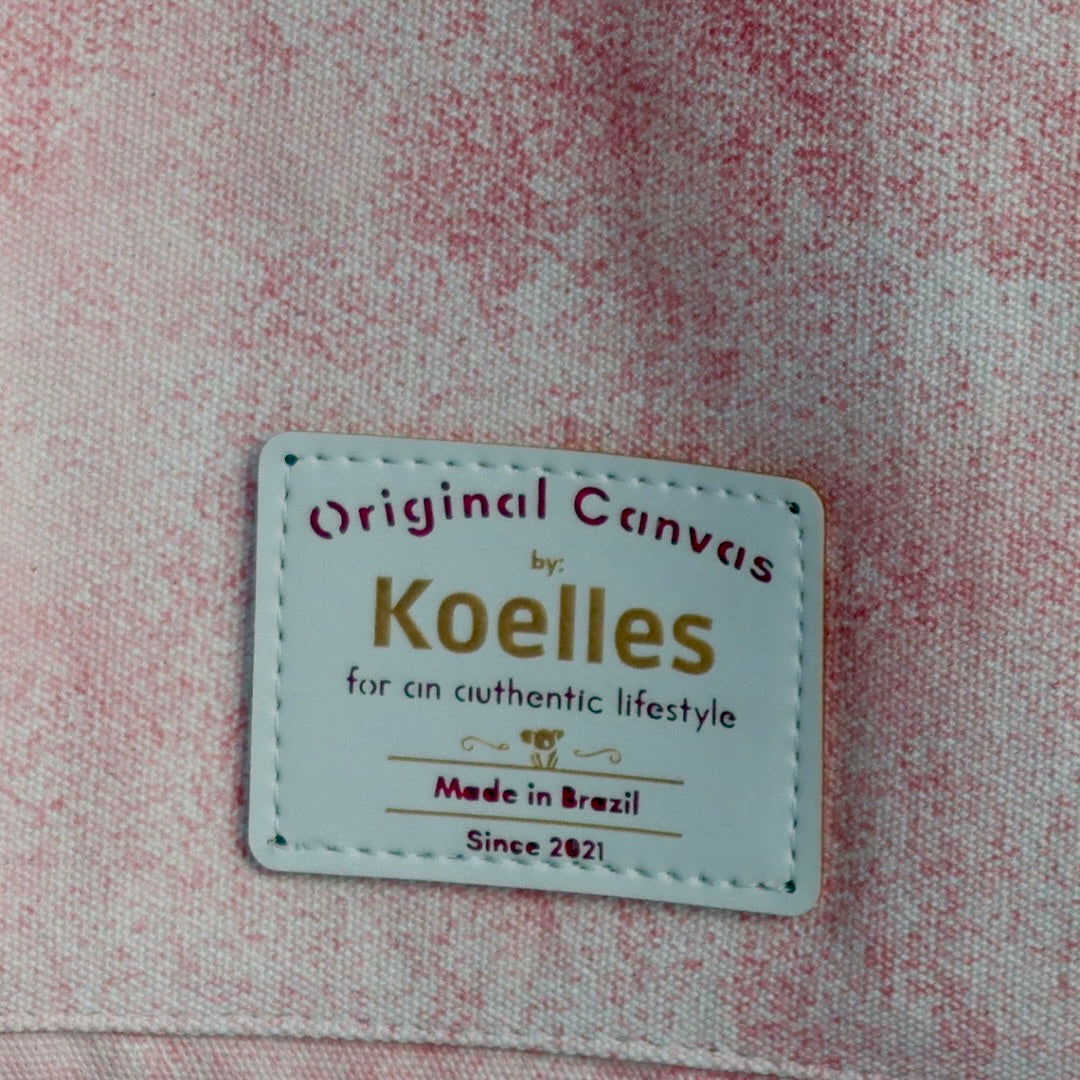 Original Canvas
by:
Koelles
for an authentic lifestyle
Made in Brazil
Since 2021